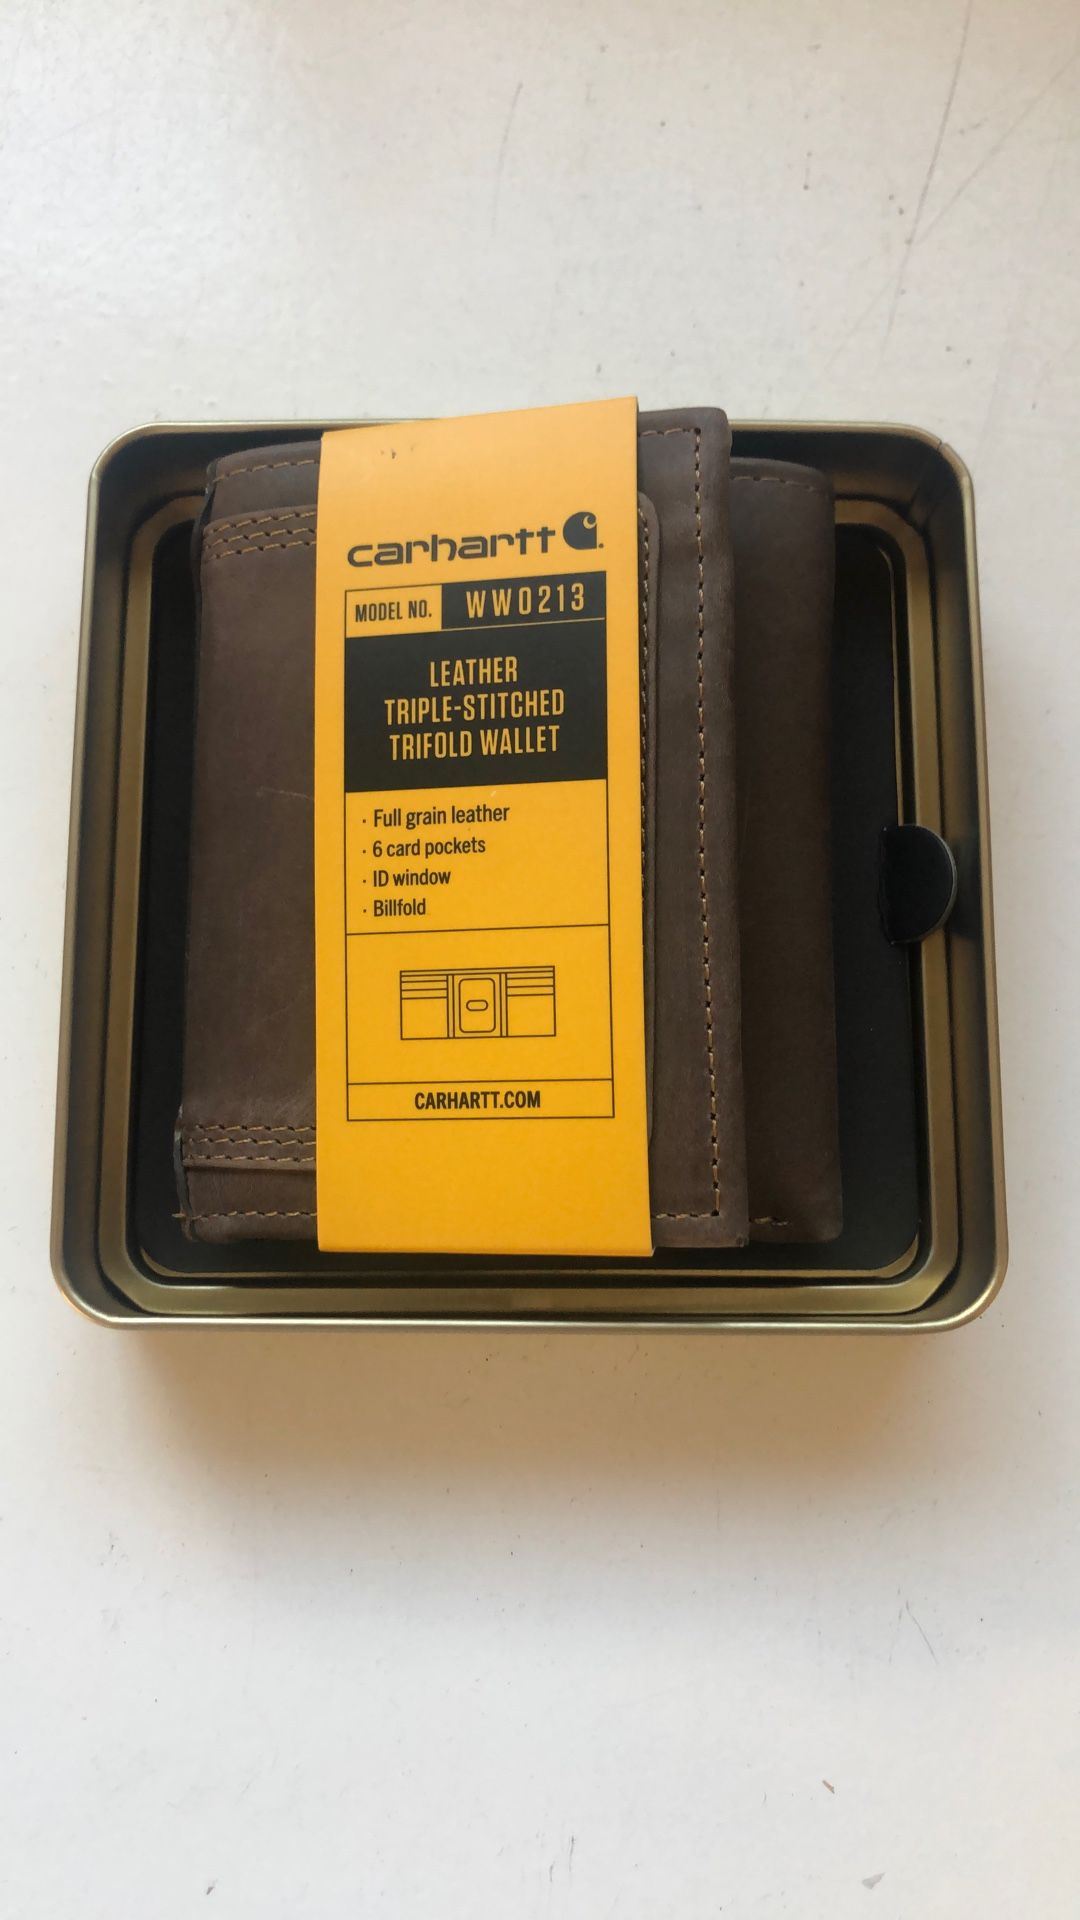 carhartt
MODEL NO. WW0213
LEATHER
TRIPLE-STITCHED
TRIFOLD WALLET
· Full grain leather
· 6 card pockets
· ID window
· Billfold
CARHARTT.COM